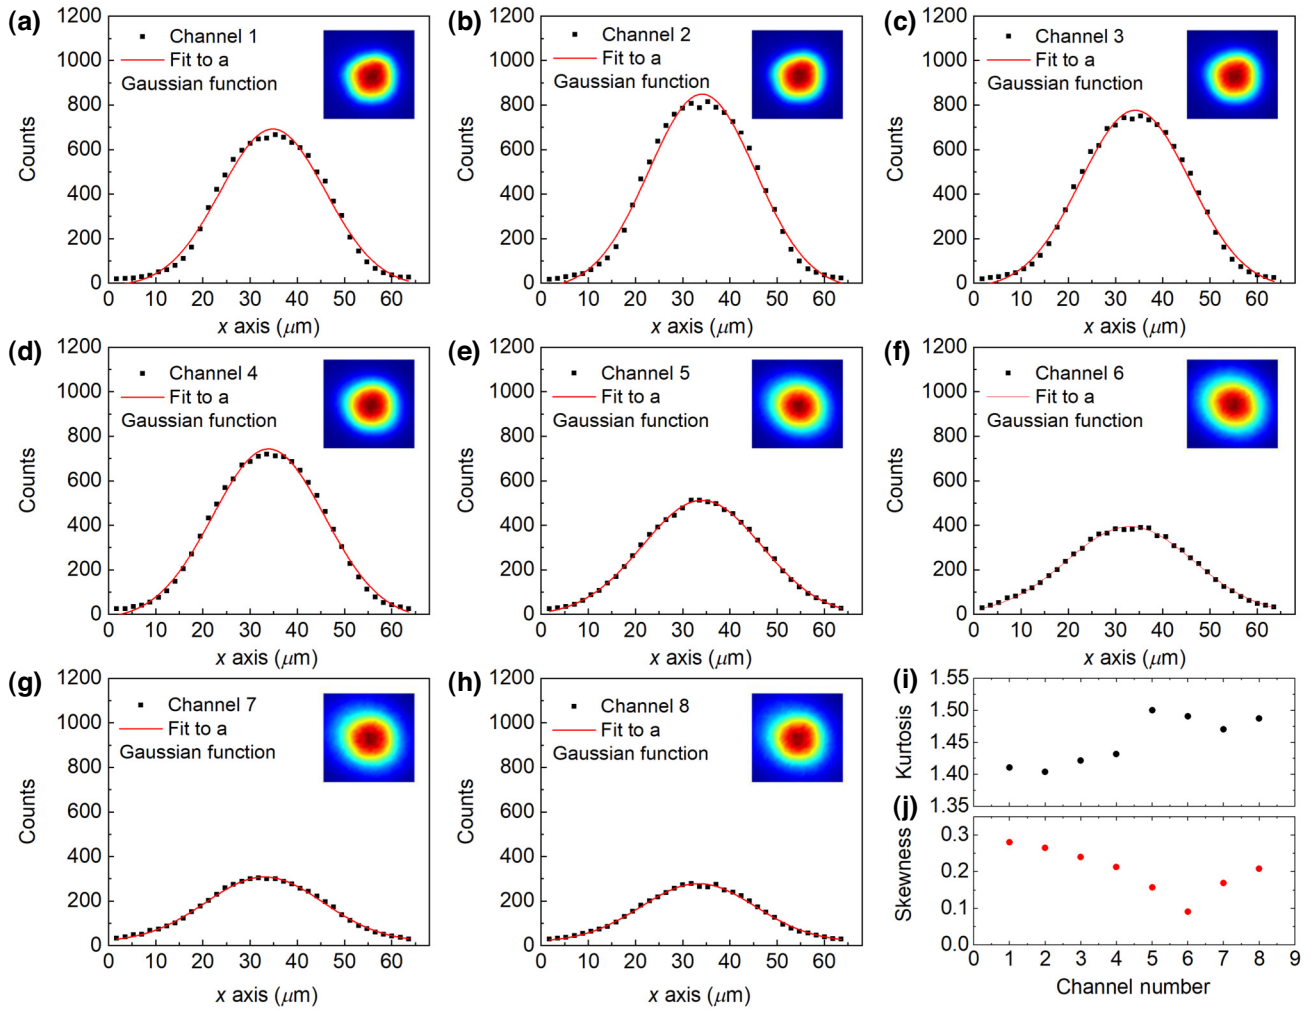 (a)
1200
1000
800
600
400
200
0
Counts
Channel 1
Fit to a
Gaussian function
0 10 20 30 40 50 60
x axis (μm)
(b)
1200
1000
800
600
400
200
0
Counts
Channel 2
Fit to a
Gaussian function
0 10 20 30 40 50 60
x axis (μm)
(c)
1200
1000
800
600
400
200
0
Counts
Channel 3
Fit to a
Gaussian function
0 10 20 30 40 50 60
x axis (μm)
(d)
1200
1000
800
600
400
200
0
Counts
Channel 4
Fit to a
Gaussian function
0 10 20 30 40 50 60
x axis (μm)
(e)
1200
1000
800
600
400
200
0
Counts
Channel 5
Fit to a
Gaussian function
0 10 20 30 40 50 60
x axis (μm)
(f)
1200
1000
800
600
400
200
0
Counts
Channel 6
Fit to a
Gaussian function
0 10 20 30 40 50 60
x axis (μm)
(g)
1200
1000
800
600
400
200
0
Counts
Channel 7
Fit to a
Gaussian function
0 10 20 30 40 50 60
x axis (μm)
(h)
1200
1000
800
600
400
200
0
Counts
Channel 8
Fit to a
Gaussian function
0 10 20 30 40 50 60
x axis (μm)
(i)
1.55
1.50
1.45
1.40
1.35
Kurtosis
(j)
0.3
0.2
0.1
0.0
Skewness
0 1 2 3 4 5 6 7 8 9
Channel number